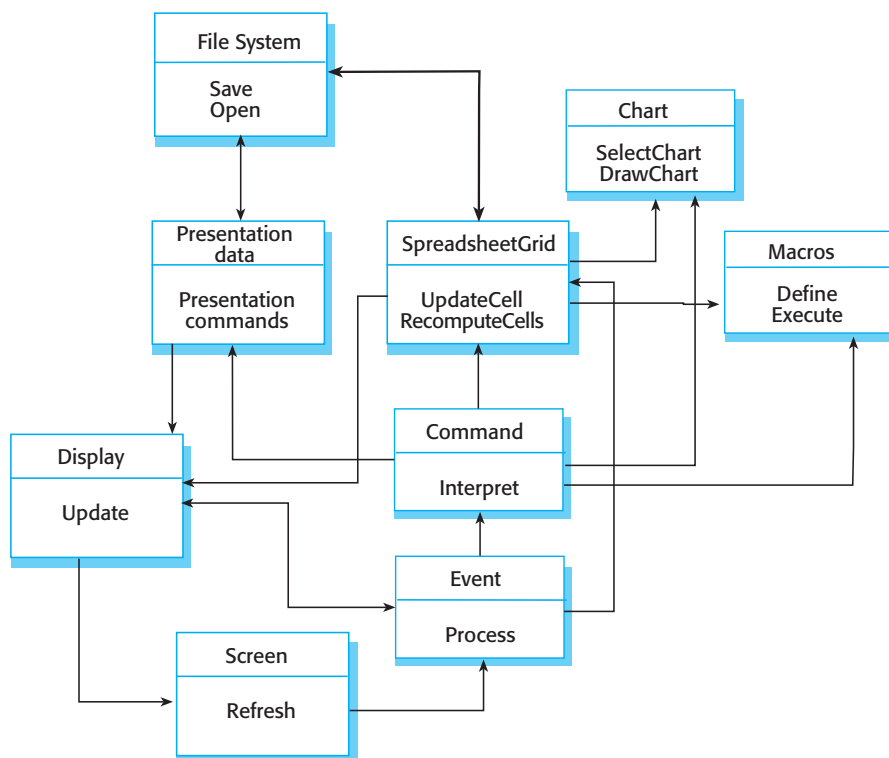 File System
Save
Open
Chart
SelectChart
DrawChart
Presentation
data
Presentation
commands
SpreadsheetGrid
UpdateCell
RecomputeCells
Macros
Define
Execute
Command
Interpret
Display
Update
Event
Process
Screen
Refresh